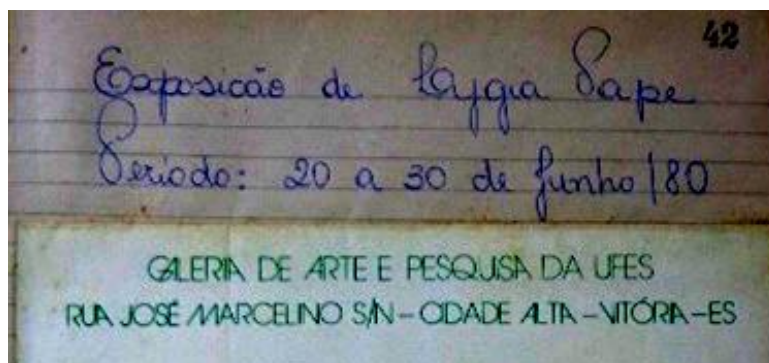 42
Exposição de Lygia Pape
Periodo: 20 a 30 de Junho/80
GALERIA DE ARTE E PESQUISA DA UFES
RUA JOSÉ MARCELINO S/N - CIDADE ALTA - VITÓRIA - ES